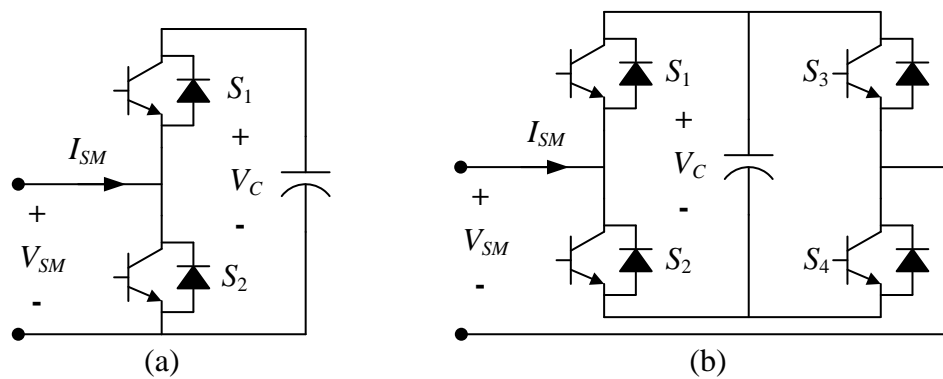 S1
+
ISM
VC
-
+
VSM
S2
-
(a)
S1
S3
+
ISM
VC
+
-
VSM
S2
S4
-
(b)